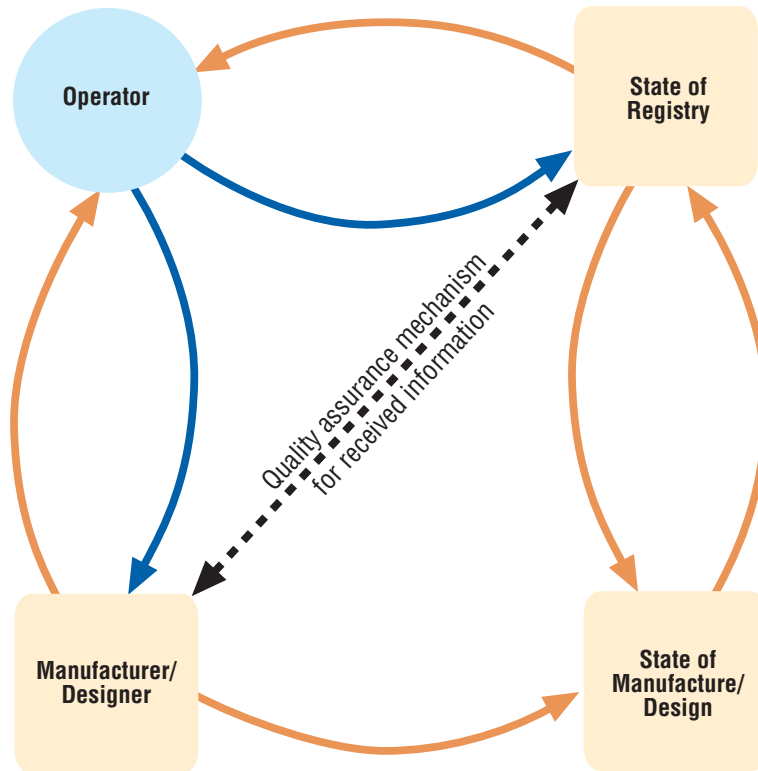 Operator
State of
Registry
Quality assurance mechanism
for received information
Manufacturer/
Designer
State of
Manufacture/
Design